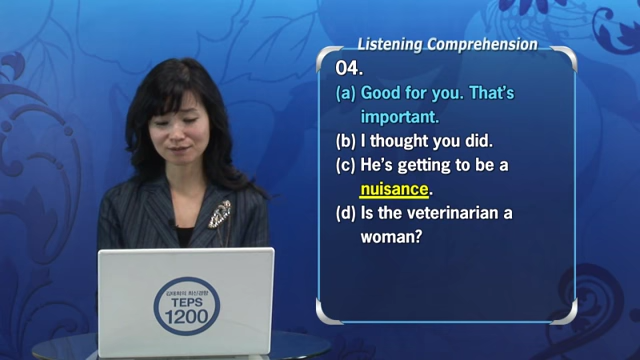 Listening Comprehension
04.
(a) Good for you. That's
important.
(b) I thought you did.
(c) He's getting to be a
nuisance.
(d) Is the veterinarian a
woman?
TEPS
1200